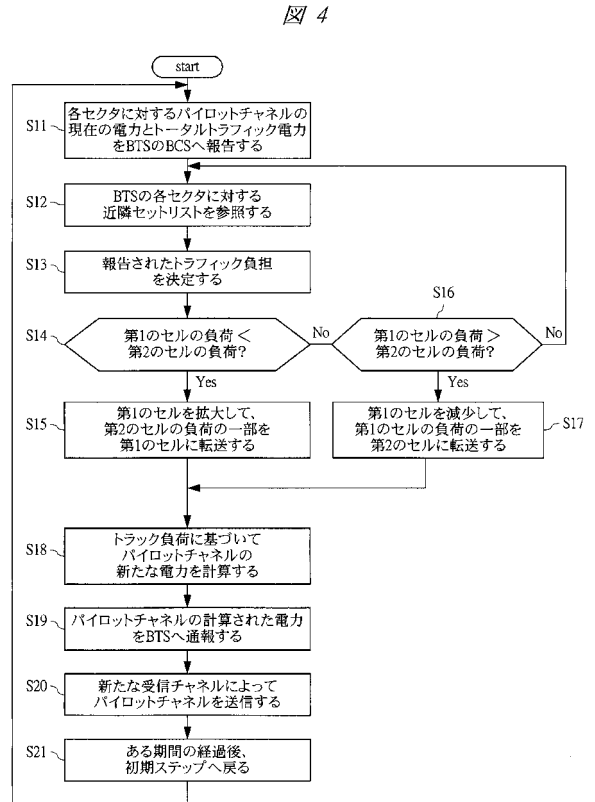 図 4
start
S11
各セクタに対するパイロットチャネルの
現在の電力とトータルトラフィック電力
をBTSのBCSへ報告する
S12
BTSの各セクタに対する
近隣セットリストを参照する
S13
報告されたトラフィック負担
を決定する
S14
第1のセルの負荷＜
第2のセルの負荷?
No
S16
第1のセルの負荷＞
第2のセルの負荷?
No
Yes
Yes
S15
第1のセルを拡大して、
第2のセルの負荷の一部を
第1のセルに転送する
第1のセルを減少して、
第1のセルの負荷の一部を
第2のセルに転送する
S17
S18
トラック負荷に基づいて
パイロットチャネルの
新たな電力を計算する
S19
パイロットチャネルの計算された電力
をBTSへ通報する
S20
新たな受信チャネルによって
パイロットチャネルを送信する
S21
ある期間の経過後、
初期ステップへ戻る